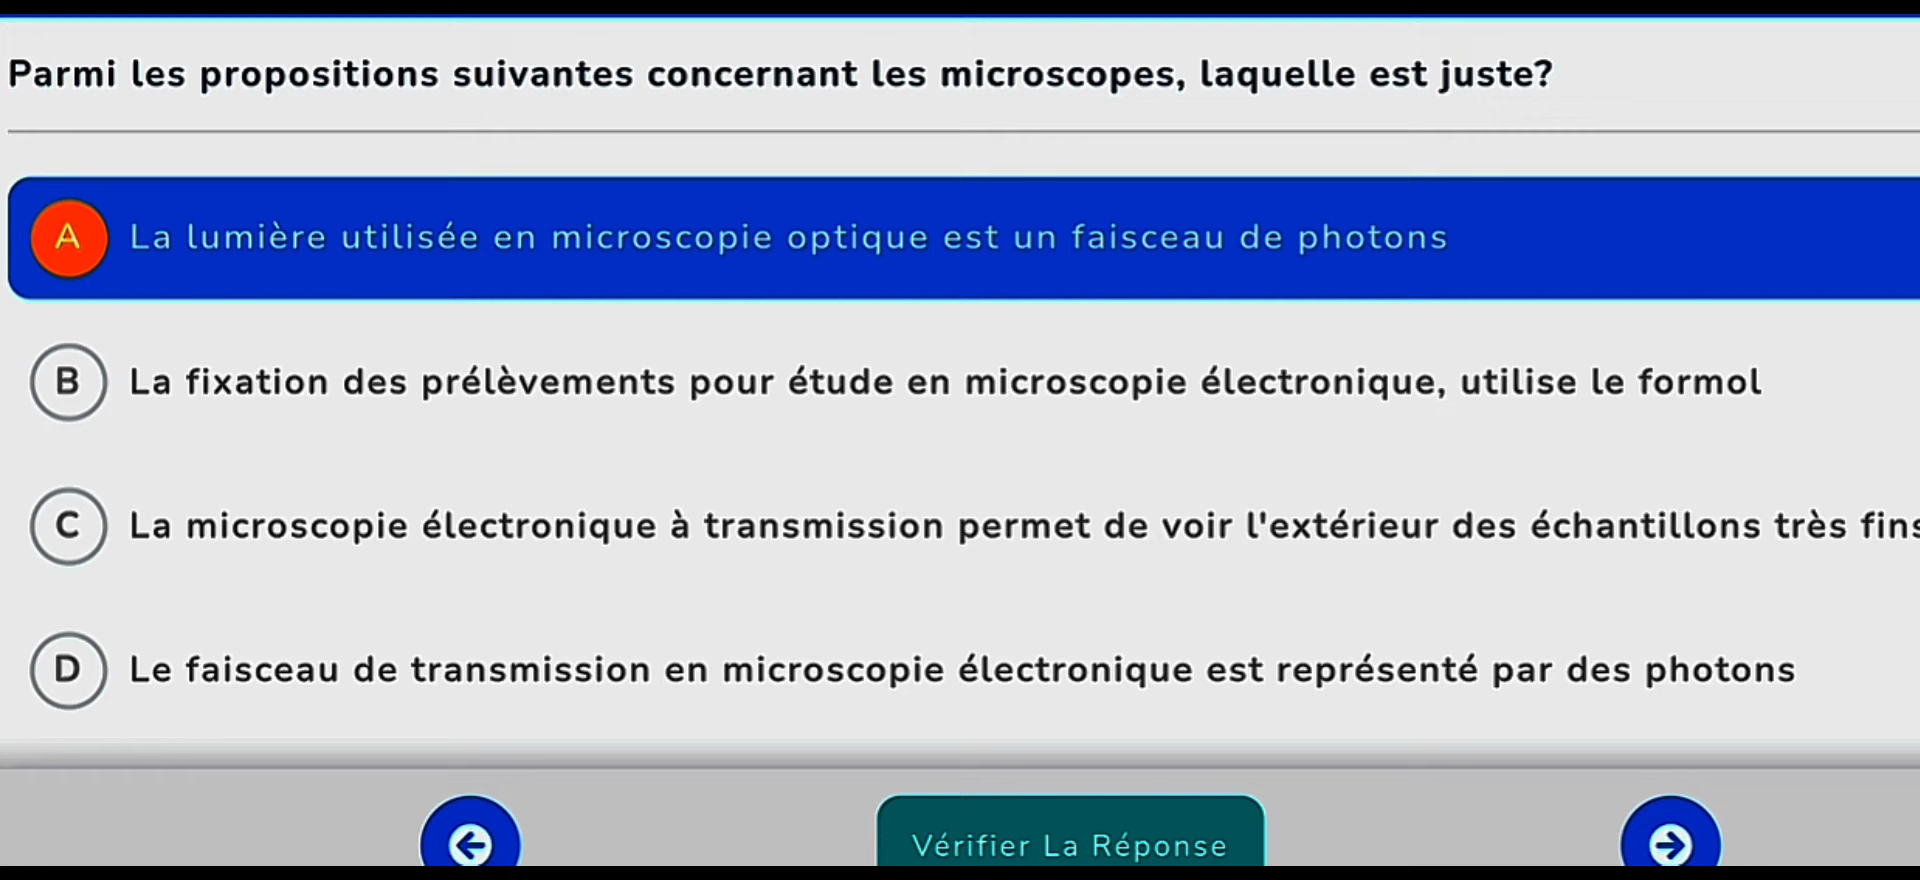 Parmi les propositions suivantes concernant les microscopes, laquelle est juste?
A La lumière utilisée en microscopie optique est un faisceau de photons
B La fixation des prélèvements pour étude en microscopie électronique, utilise le formol
C La microscopie électronique à transmission permet de voir l'extérieur des échantillons très fins
D Le faisceau de transmission en microscopie électronique est représenté par des photons
Vérifier La Réponse